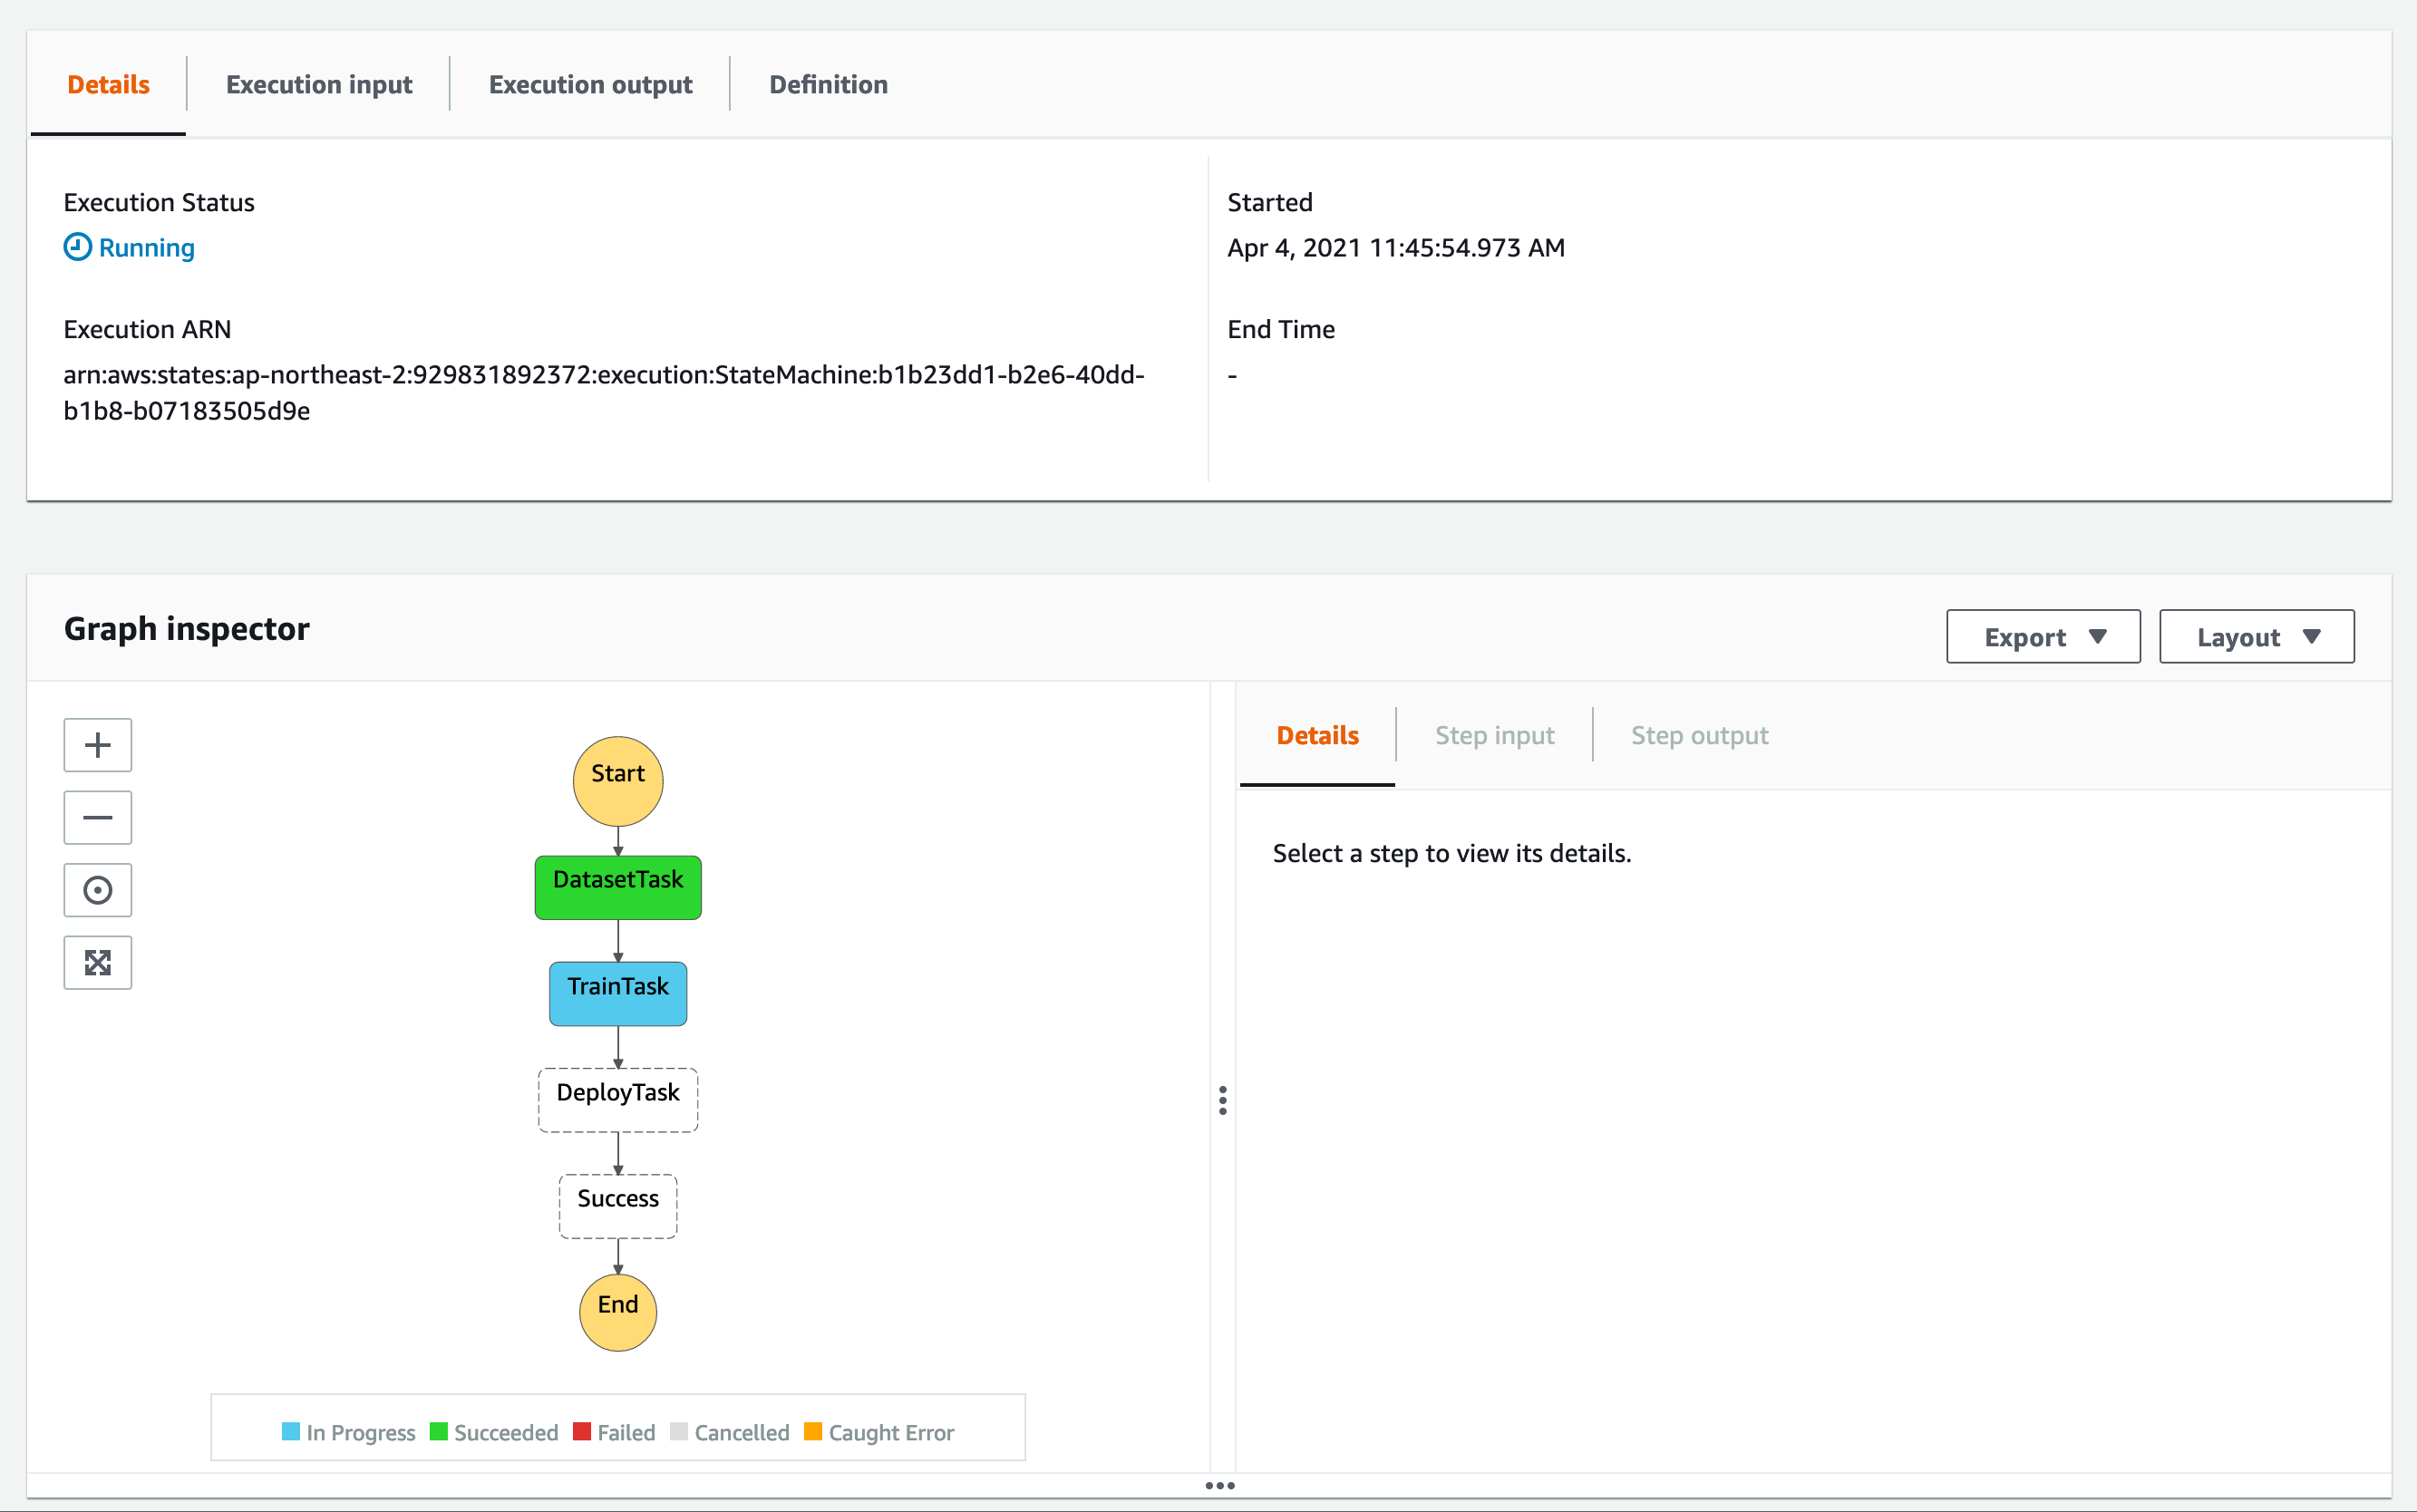 Details
Execution input
Execution output
Definition
Execution Status
Running
Execution ARN
arn:aws:states:ap-northeast-2:929831892372:execution:StateMachine:b1b23dd1-b2e6-40dd-
b1b8-b07183505d9e
Started
Apr 4, 2021 11:45:54.973 AM
End Time
-
Graph inspector
Export
Layout
Start
DatasetTask
TrainTask
DeployTask
Success
End
In Progress
Succeeded
Failed
Cancelled
Caught Error
Details
Step input
Step output
Select a step to view its details.